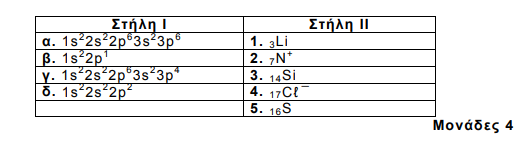 Στήλη Ι Στήλη ΙΙ
α. 1s²2s²2p⁶3s²3p⁶ 1. ₃Li
β. 1s²2p¹ 2. ₇N⁺
γ. 1s²2s²2p⁶3s²3p⁴ 3. ₁₄Si
δ. 1s²2s²2p² 4. ₁₇Cℓ⁻
5. ₁₆S
Μονάδες 4